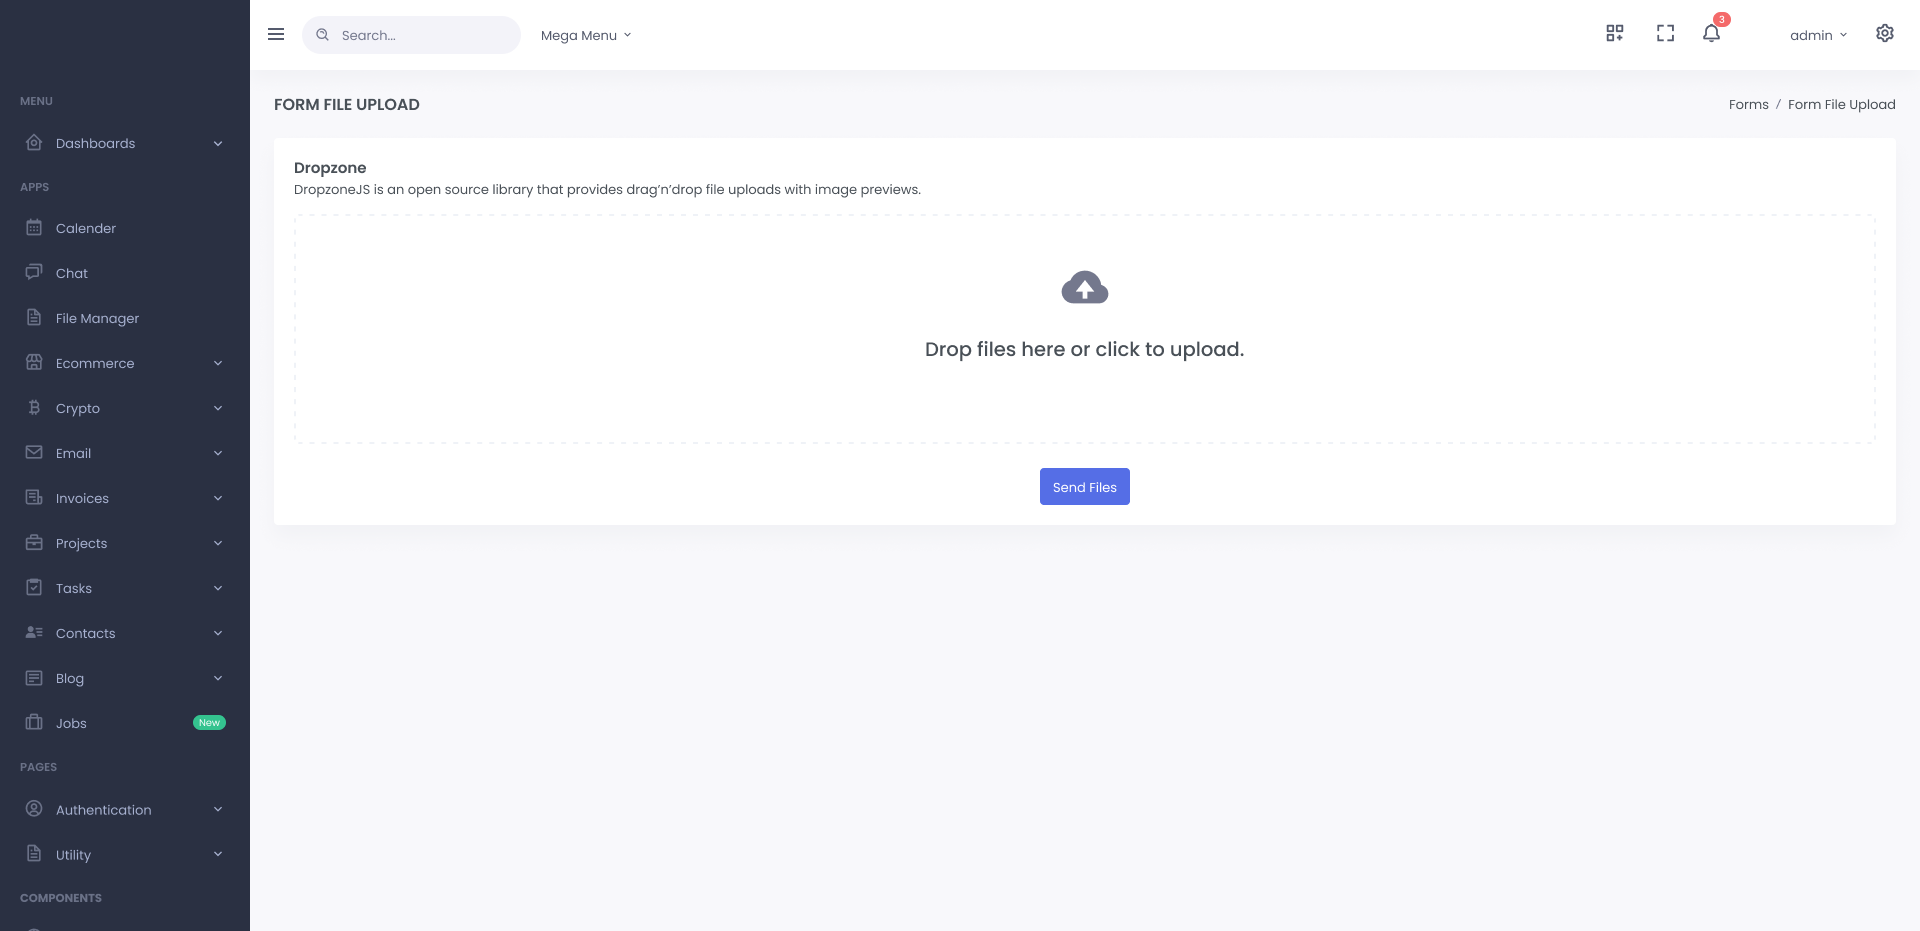 Search...
Mega Menu
3
admin
MENU
Dashboards
APPS
Calender
Chat
File Manager
Ecommerce
Crypto
Email
Invoices
Projects
Tasks
Contacts
Blog
Jobs
New
PAGES
Authentication
Utility
COMPONENTS
FORM FILE UPLOAD
Forms / Form File Upload
Dropzone
DropzoneJS is an open source library that provides drag’n’drop file uploads with image previews.
Drop files here or click to upload.
Send Files